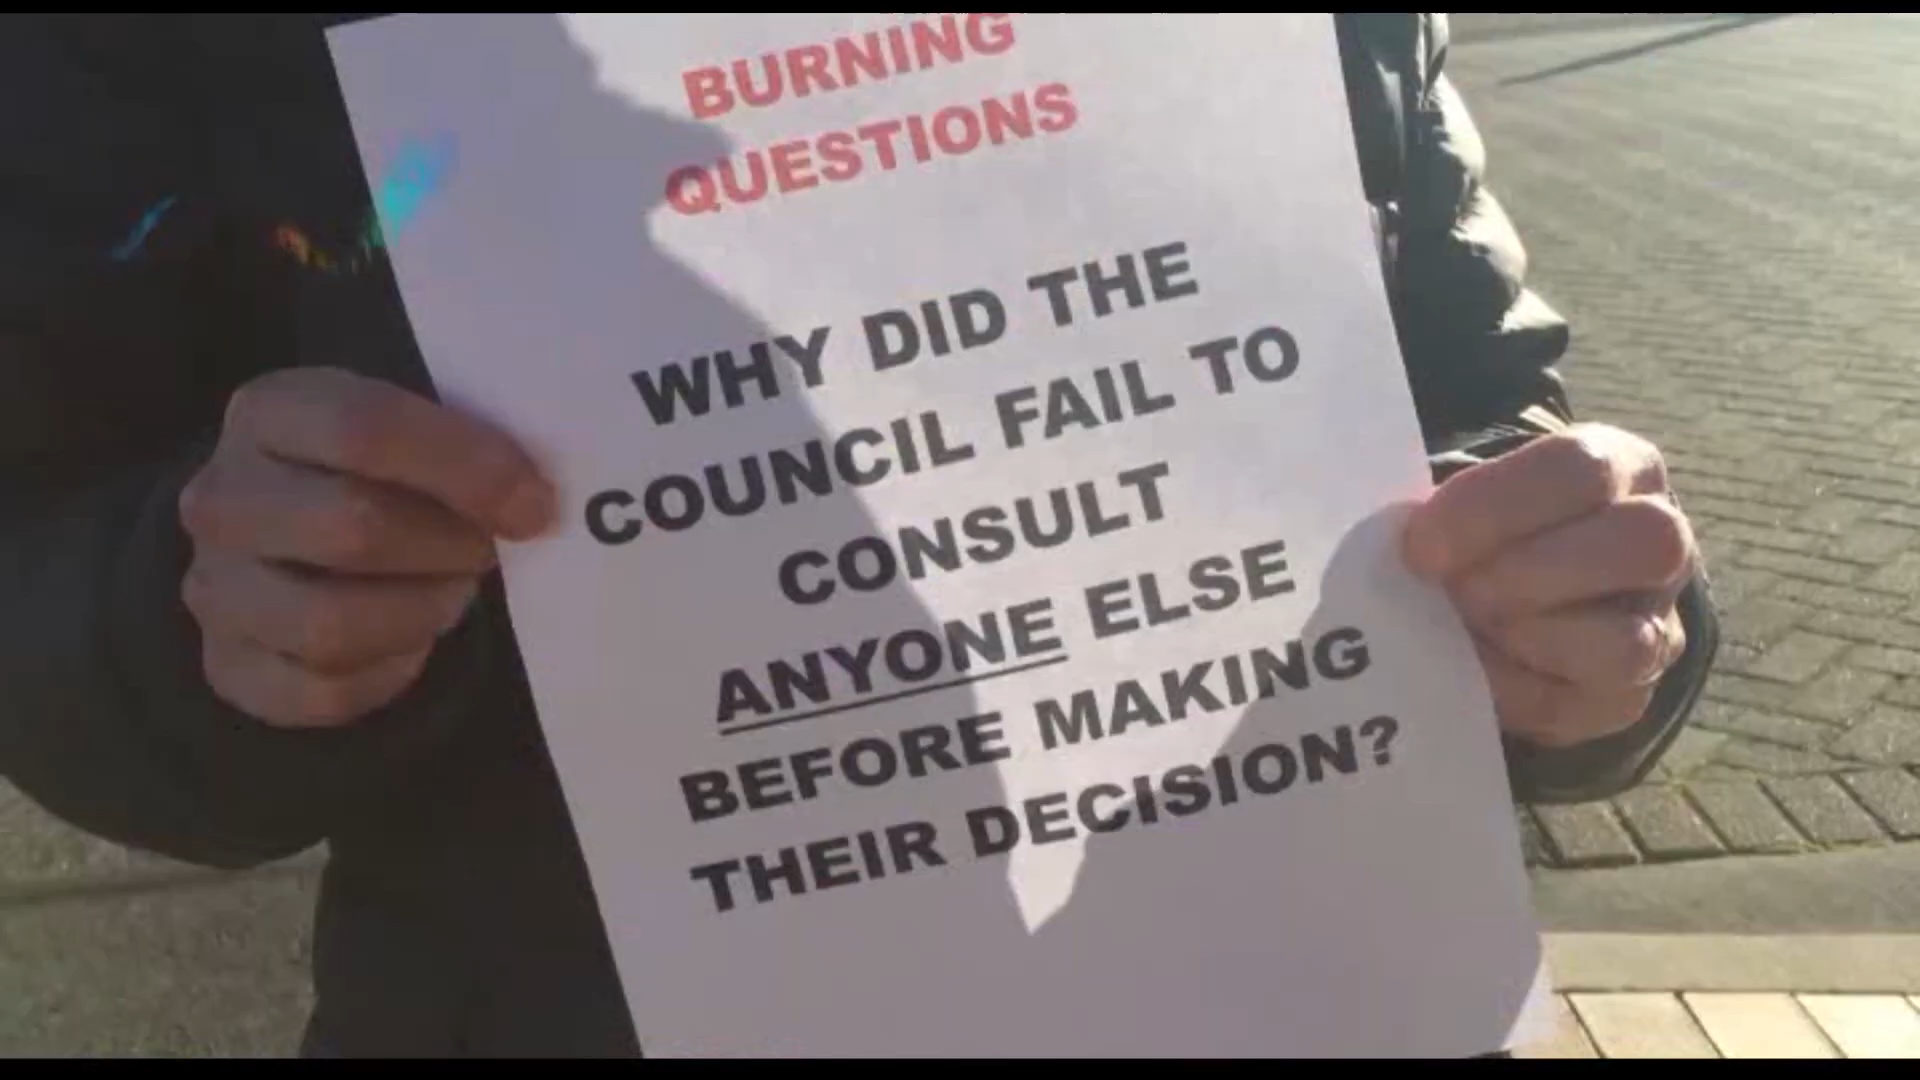 BURNING
QUESTIONS
WHY DID THE
COUNCIL FAIL TO
CONSULT
ANYONE ELSE
BEFORE MAKING
THEIR DECISION?